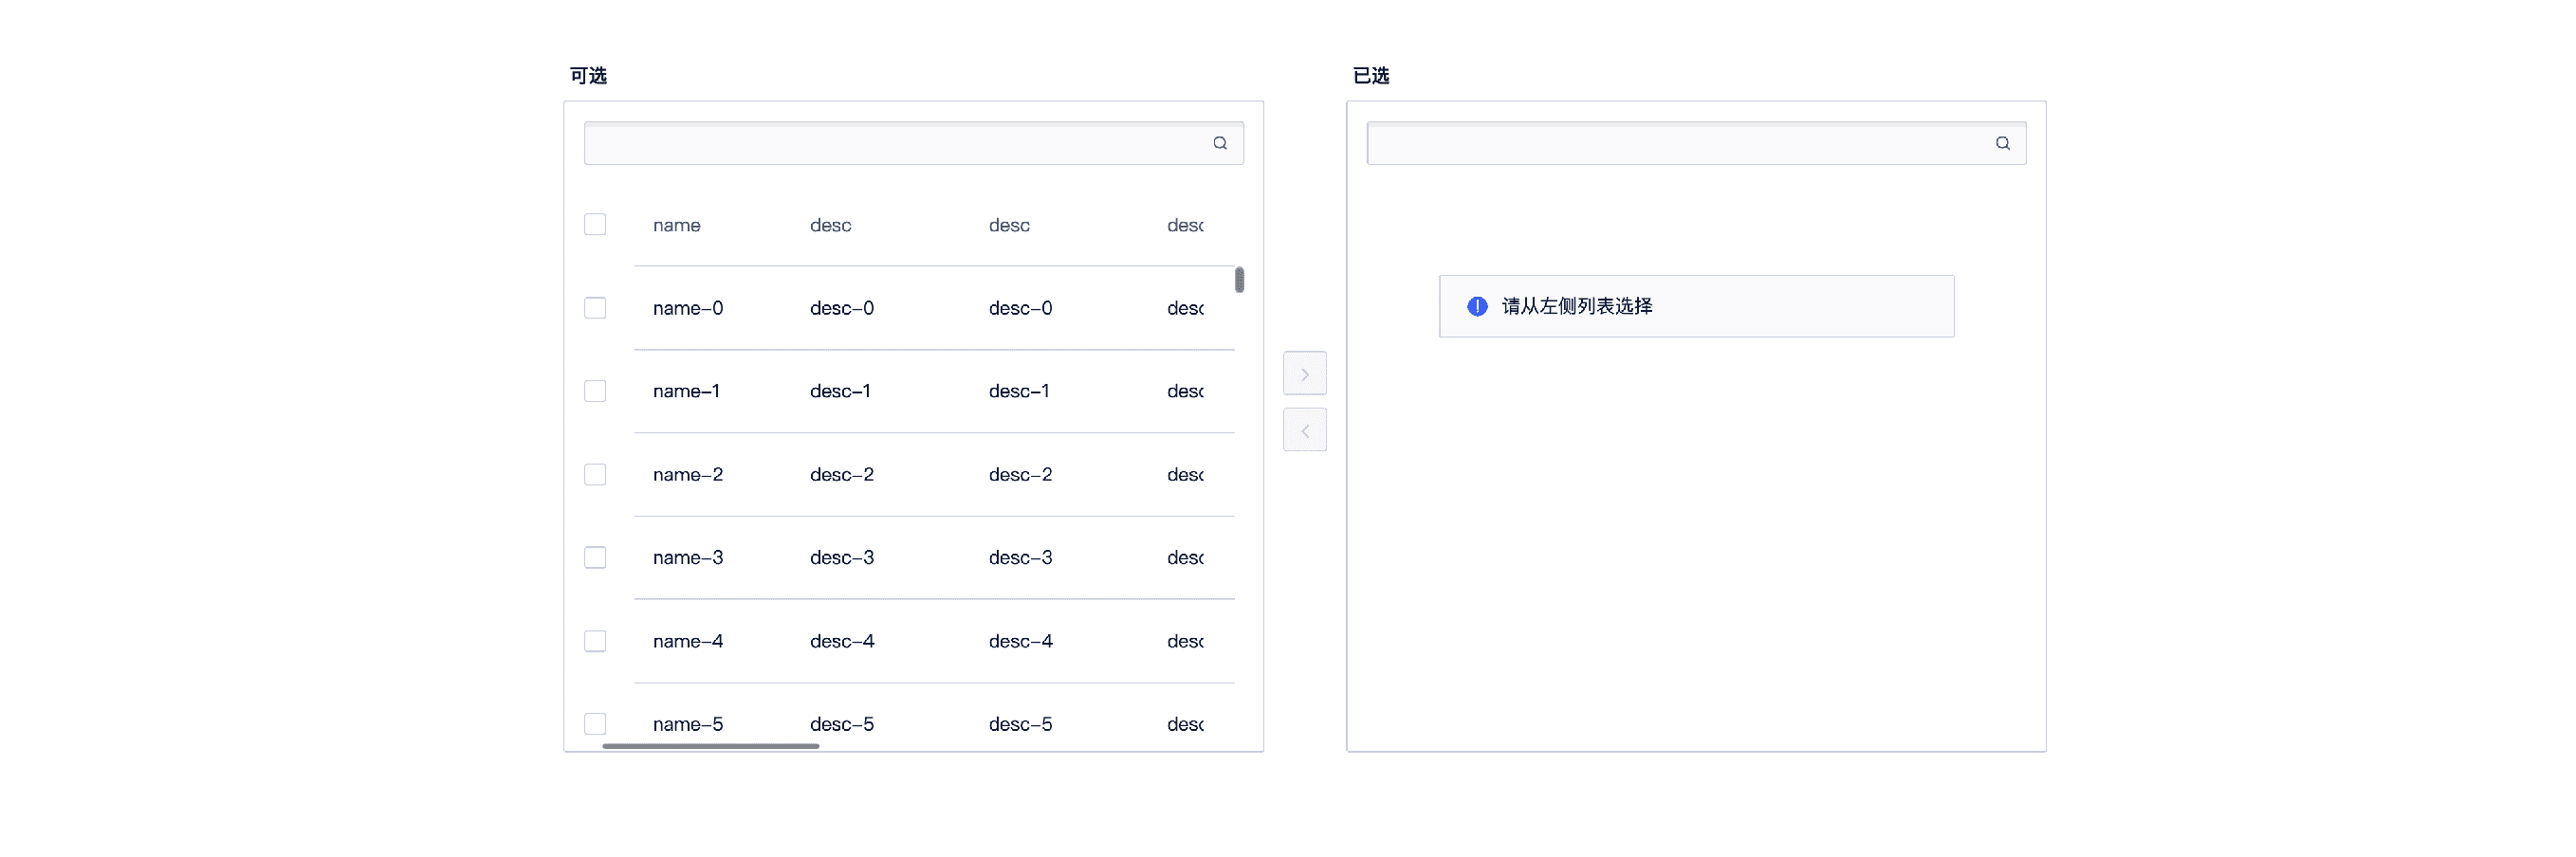 可选
name desc desc desc
name-0 desc-0 desc-0 desc
name-1 desc-1 desc-1 desc
name-2 desc-2 desc-2 desc
name-3 desc-3 desc-3 desc
name-4 desc-4 desc-4 desc
name-5 desc-5 desc-5 desc
已选
请从左侧列表选择